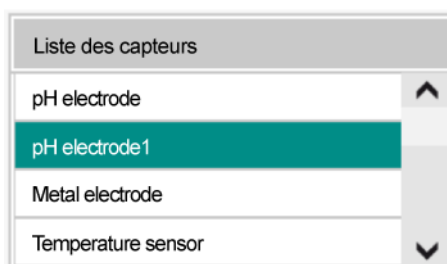 Liste des capteurs
pH electrode
pH electrode1
Metal electrode
Temperature sensor